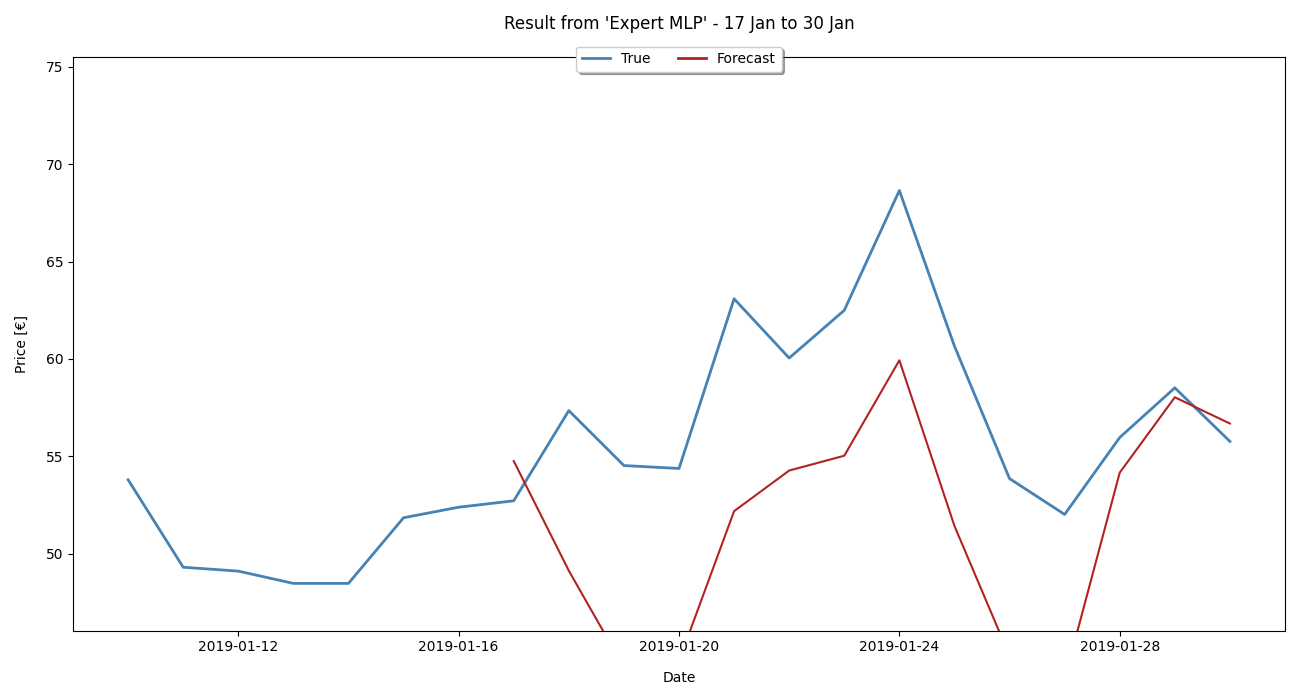 Result from 'Expert MLP' - 17 Jan to 30 Jan
True Forecast
75
70
65
60
55
50
Price [€]
2019-01-12 2019-01-16 2019-01-20 2019-01-24 2019-01-28
Date